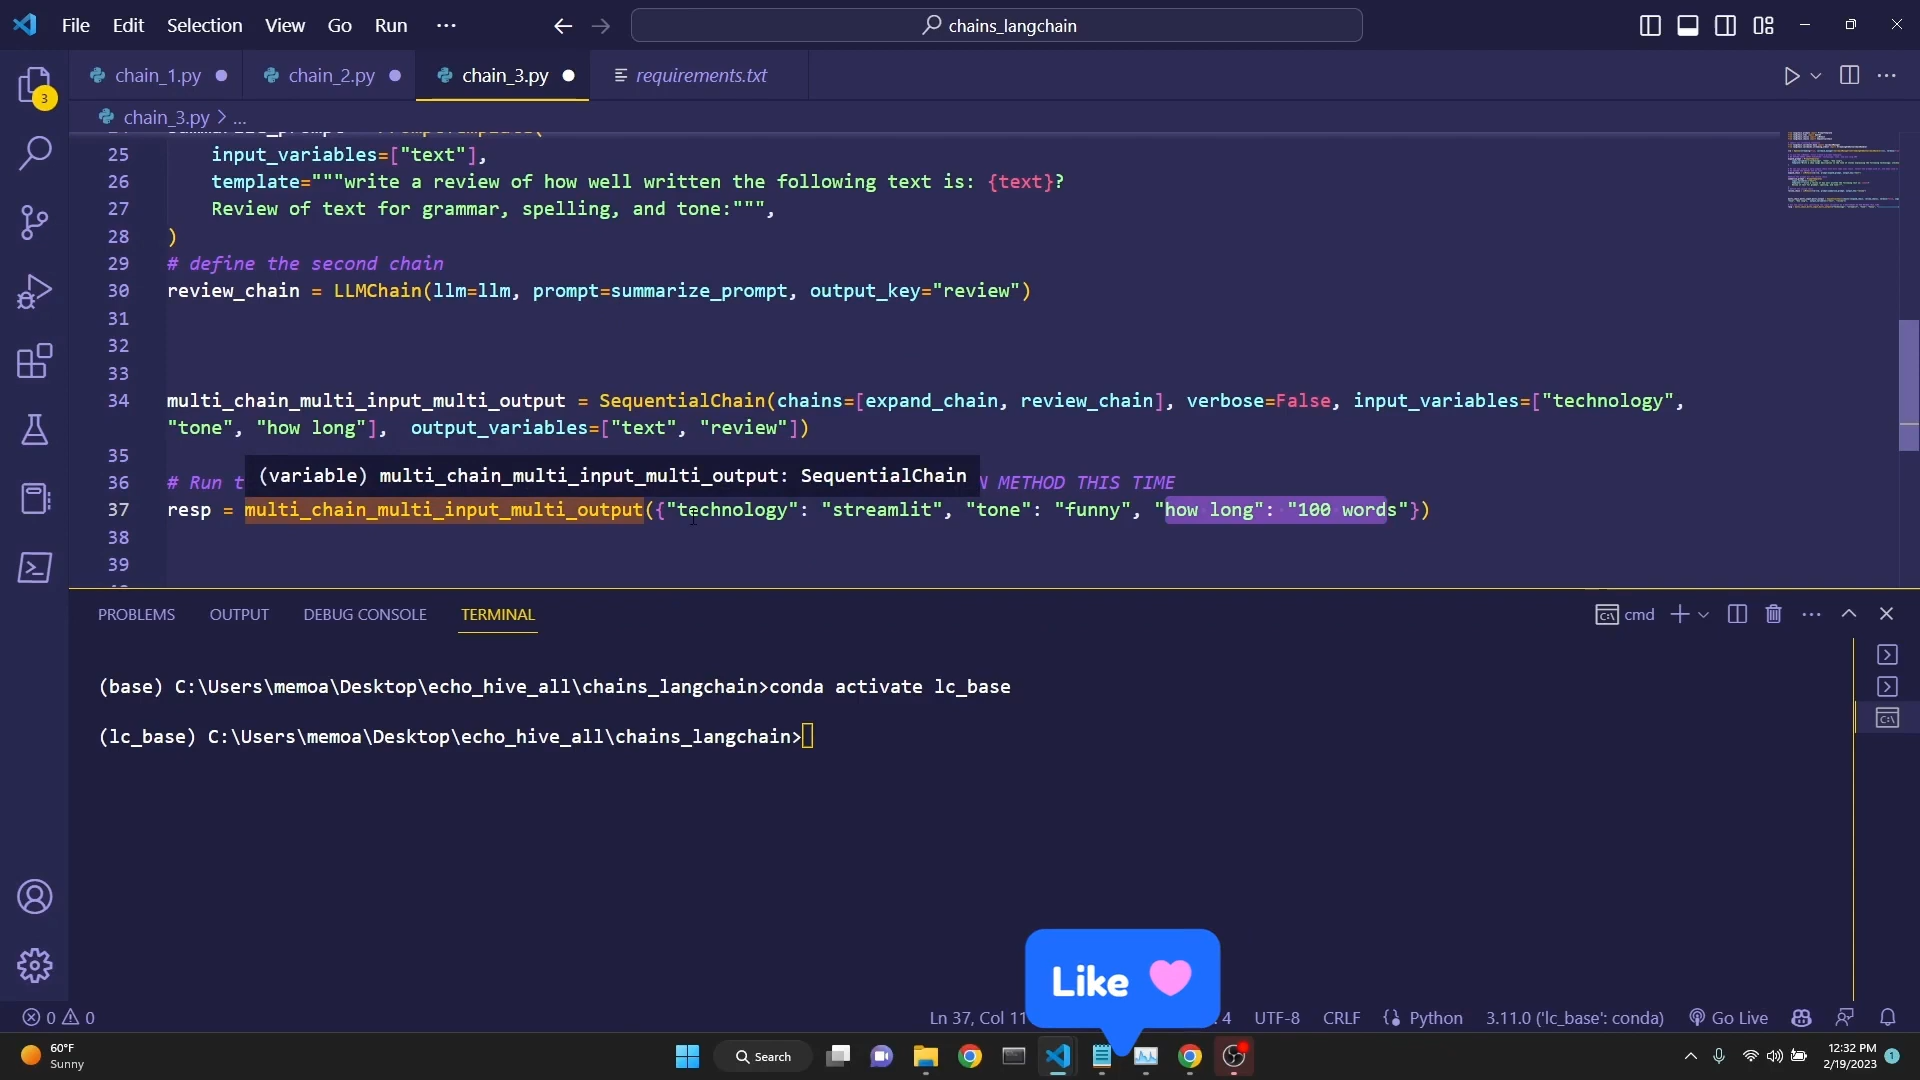 File Edit Selection View Go Run ··· chains_langchain
chain_1.py chain_2.py chain_3.py requirements.txt
3
chain_3.py > ...
25 input_variables=["text"],
26 template="""write a review of how well written the following text is: {text}?
27 Review of text for grammar, spelling, and tone:""",
28 )
29 # define the second chain
30 review_chain = LLMChain(llm=llm, prompt=summarize_prompt, output_key="review")
31
32
33
34 multi_chain_multi_input_multi_output = SequentialChain(chains=[expand_chain, review_chain], verbose=False, input_variables=["technology",
"tone", "how long"], output_variables=["text", "review"])
35
(variable) multi_chain_multi_input_multi_output: SequentialChain
36 # Run t N METHOD THIS TIME
37 resp = multi_chain_multi_input_multi_output({"technology": "streamlit", "tone": "funny", "how long": "100 words"})
38
39
PROBLEMS OUTPUT DEBUG CONSOLE TERMINAL cmd
(base) C:\Users\memoa\Desktop\echo_hive_all\chains_langchain>conda activate lc_base
(lc_base) C:\Users\memoa\Desktop\echo_hive_all\chains_langchain>
Like
0 0 Ln 37, Col 11 4 UTF-8 CRLF Python 3.11.0 ('lc_base': conda) Go Live
60°F
Sunny
Search
12:32 PM
2/19/2023
1